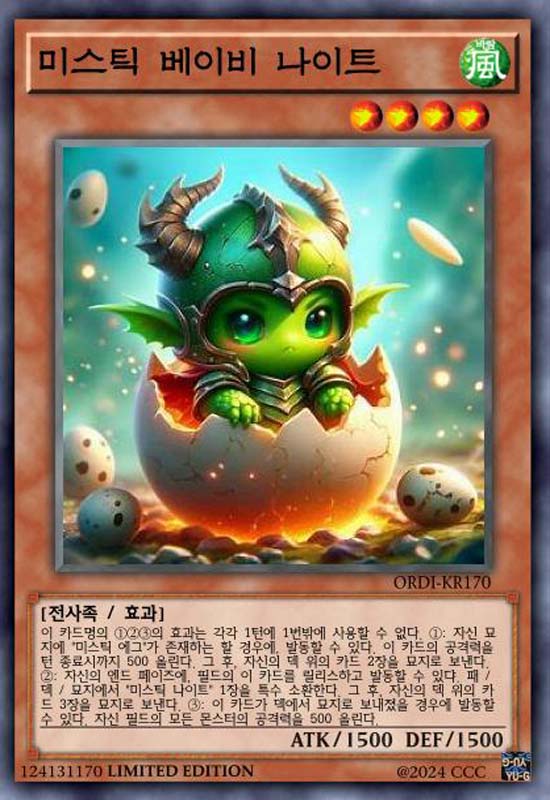 미스틱 베이비 나이트
바람
風
ORDI-KR170
[전사족 / 효과]
이 카드명의 ①②③의 효과는 각각 1턴에 1번밖에 사용할 수 없다. ①: 자신 묘
지에 "미스틱 에그"가 존재하는 할 경우에, 발동할 수 있다. 이 카드의 공격력을
턴 종료시까지 500 올린다. 그 후, 자신의 덱 위의 카드 2장을 묘지로 보낸다.
②: 자신의 엔드 페이즈에, 필드의 이 카드를 릴리스하고 발동할 수 있다. 패 /
덱 / 묘지에서 "미스틱 나이트" 1장을 특수 소환한다. 그 후, 자신의 덱 위의 카
드 3장을 묘지로 보낸다. ③: 이 카드가 덱에서 묘지로 보내졌을 경우에 발동할
수 있다. 자신 필드의 모든 몬스터의 공격력을 500 올린다.
ATK/1500 DEF/1500
124131170 LIMITED EDITION
@2024 CCC
YU-G